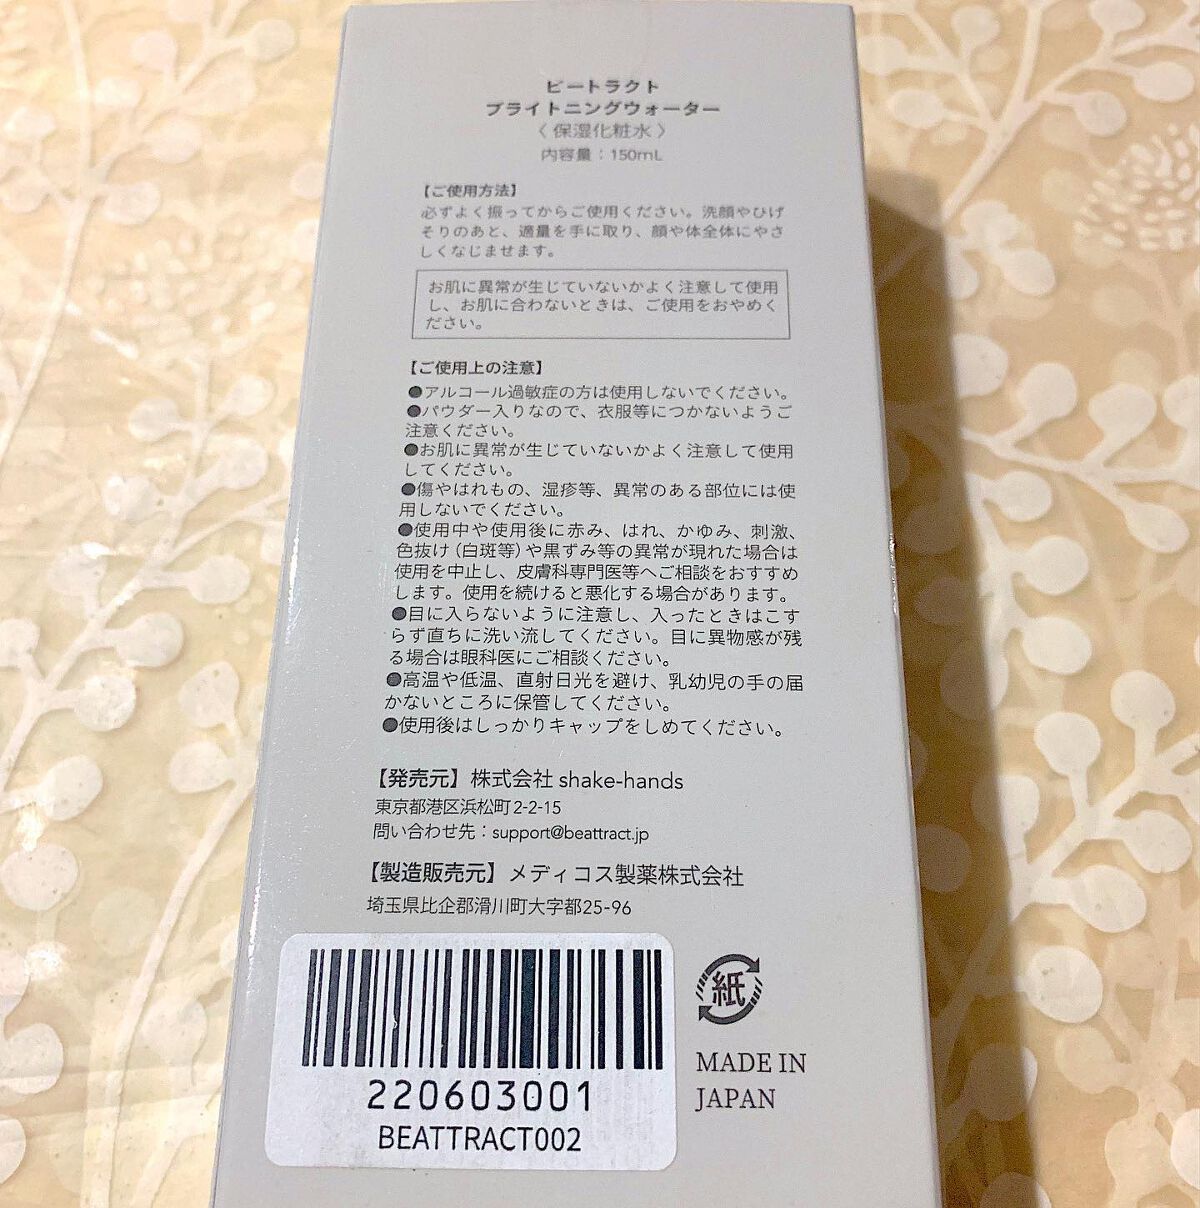 ビートラクト
ブライトニングウォーター
〈保湿化粧水〉
内容量：150mL
【ご使用方法】
必ずよく振ってからご使用ください。洗顔やひげ
そりのあと、適量を手に取り、顔や体全体にやさ
しくなじませます。
お肌に異常が生じていないかよく注意して使用
し、お肌に合わないときは、ご使用をおやめく
ださい。
【ご使用上の注意】
●アルコール過敏症の方は使用しないでください。
●パウダー入りなので、衣服等につかないようご
注意ください。
●お肌に異常が生じていないかよく注意して使用
してください。
●傷やはれもの、湿疹等、異常のある部位には使
用しないでください。
●使用中や使用後に赤み、はれ、かゆみ、刺激、
色抜け（白斑等）や黒ずみ等の異常が現れた場合は
使用を中止し、皮膚科専門医等へご相談をおすすめ
します。使用を続けると悪化する場合があります。
●目に入らないように注意し、入ったときはこす
らず直ちに洗い流してください。目に異物感が残
る場合は眼科医にご相談ください。
●高温や低温、直射日光を避け、乳幼児の手の届
かないところに保管してください。
●使用後はしっかりキャップをしめてください。
【発売元】株式会社 shake-hands
東京都港区浜松町2-2-15
問い合わせ先：support@beattract.jp
【製造販売元】メディコス製薬株式会社
埼玉県比企郡滑川町大字都25-96
紙
220603001
BEATTRACT002
MADE IN
JAPAN